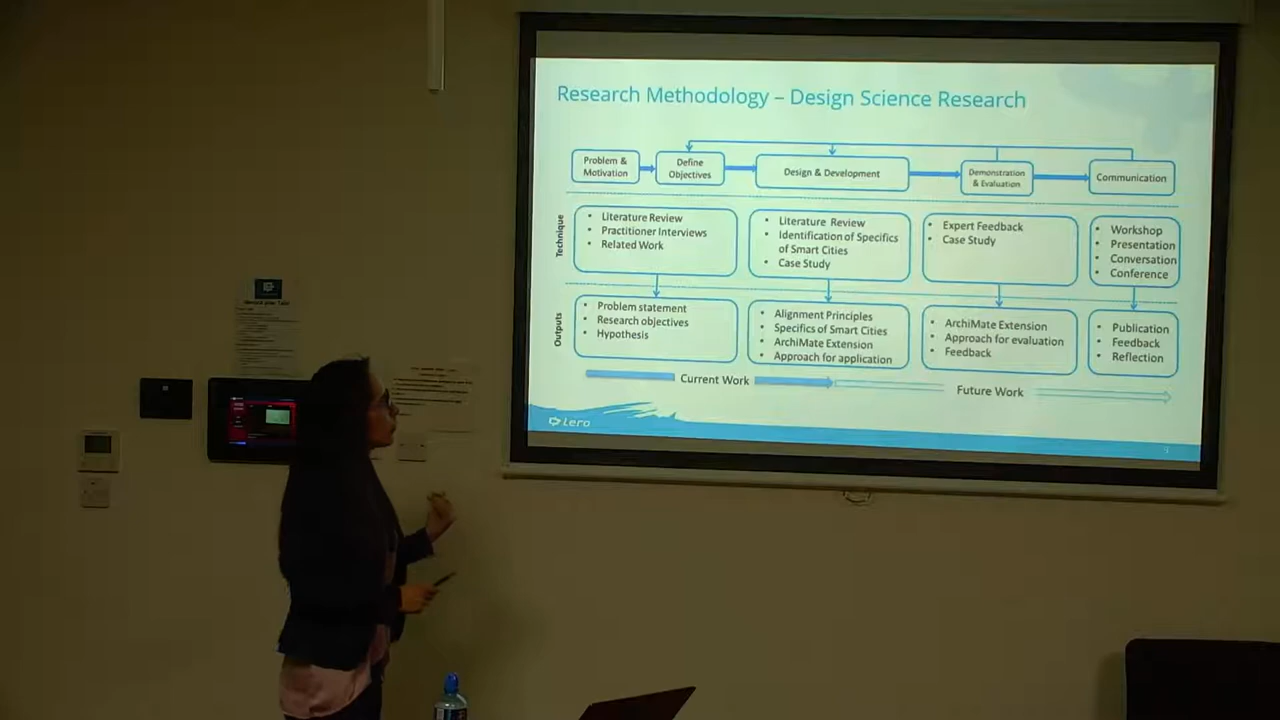 Research Methodology – Design Science Research
Problem &
Motivation
Define
Objectives
Design & Development
Demonstration
& Evaluation
Communication
Technique
• Literature Review
• Practitioner Interviews
• Related Work
• Literature Review
• Identification of Specifics
of Smart Cities
• Case Study
• Expert Feedback
• Case Study
• Workshop
• Presentation
• Conversation
• Conference
Outputs
• Problem statement
• Research objectives
• Hypothesis
• Alignment Principles
• Specifics of Smart Cities
• ArchiMate Extension
• Approach for application
• ArchiMate Extension
• Approach for evaluation
• Feedback
• Publication
• Feedback
• Reflection
Current Work
Future Work
Lero